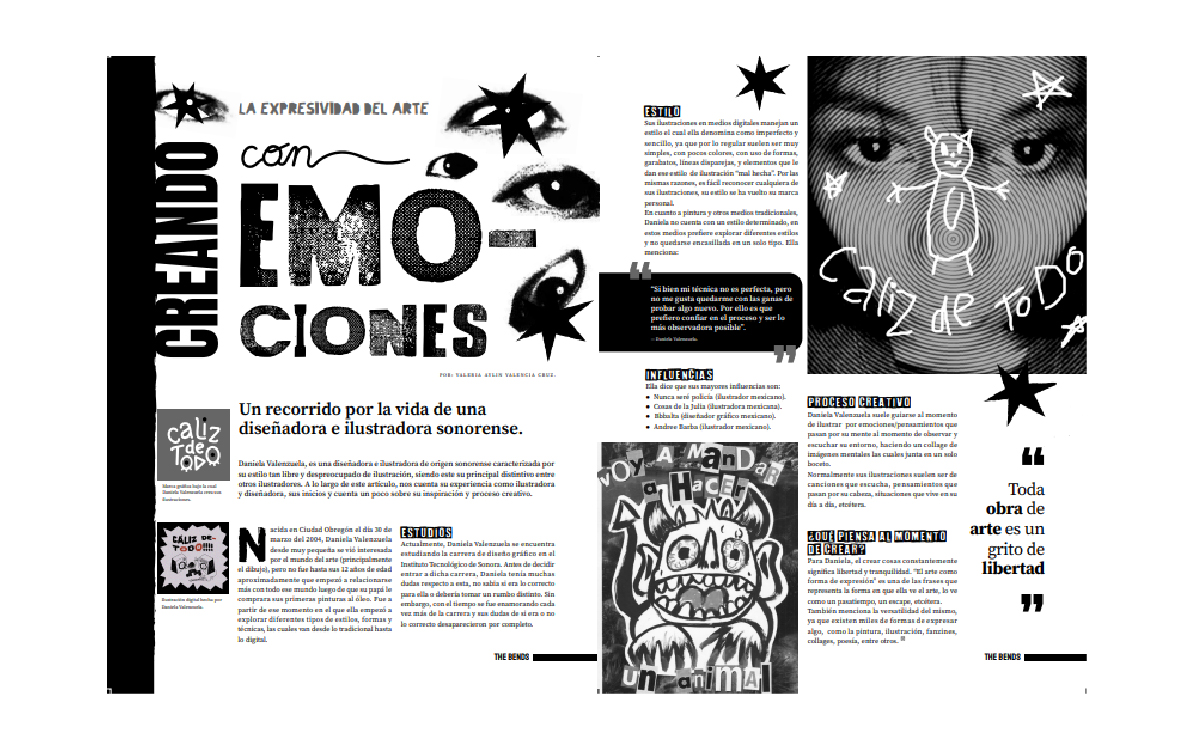 LA EXPRESIVIDAD DEL ARTE
CREANDO
con
EMÓ-
CIONES
POR: VALERIA AYLIN VALENCIA CRUZ.
Un recorrido por la vida de una
diseñadora e ilustradora sonorense.
Daniela Valenzuela, es una diseñadora e ilustradora de origen sonorense caracterizada por
su estilo tan libre y despreocupado de ilustración, siendo este su principal distintivo entre
otros ilustradores. A lo largo de este artículo, nos cuenta su experiencia como ilustradora
y diseñadora, sus inicios y cuenta un poco sobre su inspiración y proceso creativo.
caliz
de
TODO
Marca gráfica bajo la cual
Daniela Valenzuela crea sus
ilustraciones.
CÁLIZ DE-
TODO!!!!
Ilustración digital hecha por
Daniela Valenzuela.
Nacida en Ciudad Obregón el día 30 de
marzo del 2004, Daniela Valenzuela
desde muy pequeña se vió interesada
por el mundo del arte (principalmente
el dibujo), pero no fue hasta sus 12 años de edad
aproximadamente que empezó a relacionarse
más con todo ese mundo luego de que su papá le
comprara sus primeras pinturas al óleo. Fue a
partir de ese momento en el que ella empezó a
explorar diferentes tipos de estilos, formas y
técnicas, las cuales van desde lo tradicional hasta
lo digital.
ESTUDIOS
Actualmente, Daniela Valenzuela se encuentra
estudiando la carrera de diseño gráfico en el
Instituto Tecnológico de Sonora. Antes de decidir
entrar a dicha carrera, Daniela tenía muchas
dudas respecto a esta, no sabía si era lo correcto
para ella o debería tomar un rumbo distinto. Sin
embargo, con el tiempo se fue enamorando cada
vez más de la carrera y sus dudas de si era o no
lo correcto desaparecieron por completo.
THE BENDS
ESTILO
Sus ilustraciones en medios digitales manejan un
estilo el cual ella denomina como imperfecto y
sencillo, ya que por lo regular suelen ser muy
simples, con pocos colores, con uso de formas,
garabatos, líneas disparejas, y elementos que le
dan ese estilo de ilustración "mal hecha". Por las
mismas razones, es fácil reconocer cualquiera de
sus ilustraciones, su estilo se ha vuelto su marca
personal.
En cuanto a pintura y otros medios tradicionales,
Daniela no cuenta con un estilo determinado, en
estos medios prefiere explorar diferentes estilos
y no quedarse encasillada en un solo tipo. Ella
menciona:
"Si bien mi técnica no es perfecta, pero
no me gusta quedarme con las ganas de
probar algo nuevo. Por ello es que
prefiero confiar en el proceso y ser lo
más observadora posible".
– Daniela Valenzuela.
INFLUENCIAS
Ella dice que sus mayores influencias son:
• Nunca seré policía (ilustrador mexicano).
• Cosas de la Julia (ilustradora mexicana).
• Abbalta (diseñador gráfico mexicano).
• Andree Barba (ilustrador mexicano).
VOY A MANDAR
a HACER
un animal
Caliz de TODO
PROCESO CREATIVO
Daniela Valenzuela suele guiarse al momento
de ilustrar por emociones/pensamientos que
pasan por su mente al momento de observar y
escuchar su entorno, haciendo un collage de
imágenes mentales las cuales junta en un solo
boceto.
Normalmente sus ilustraciones suelen ser de
canciones que escucha, pensamientos que
pasan por su cabeza, situaciones que vive en su
día a día, etcétera.
¿QUÉ PIENSA AL MOMENTO
DE CREAR?
Para Daniela, el crear cosas constantemente
significa libertad y tranquilidad. "El arte como
forma de expresión" es una de las frases que
representa la forma en que ella ve el arte, lo ve
como un pasatiempo, un escape, etcétera.
También menciona la versatilidad del mismo,
ya que existen miles de formas de expresar
algo, como la pintura, ilustración, fanzines,
collages, poesía, entre otros.
Toda
obra de
arte es un
grito de
libertad
THE BENDS